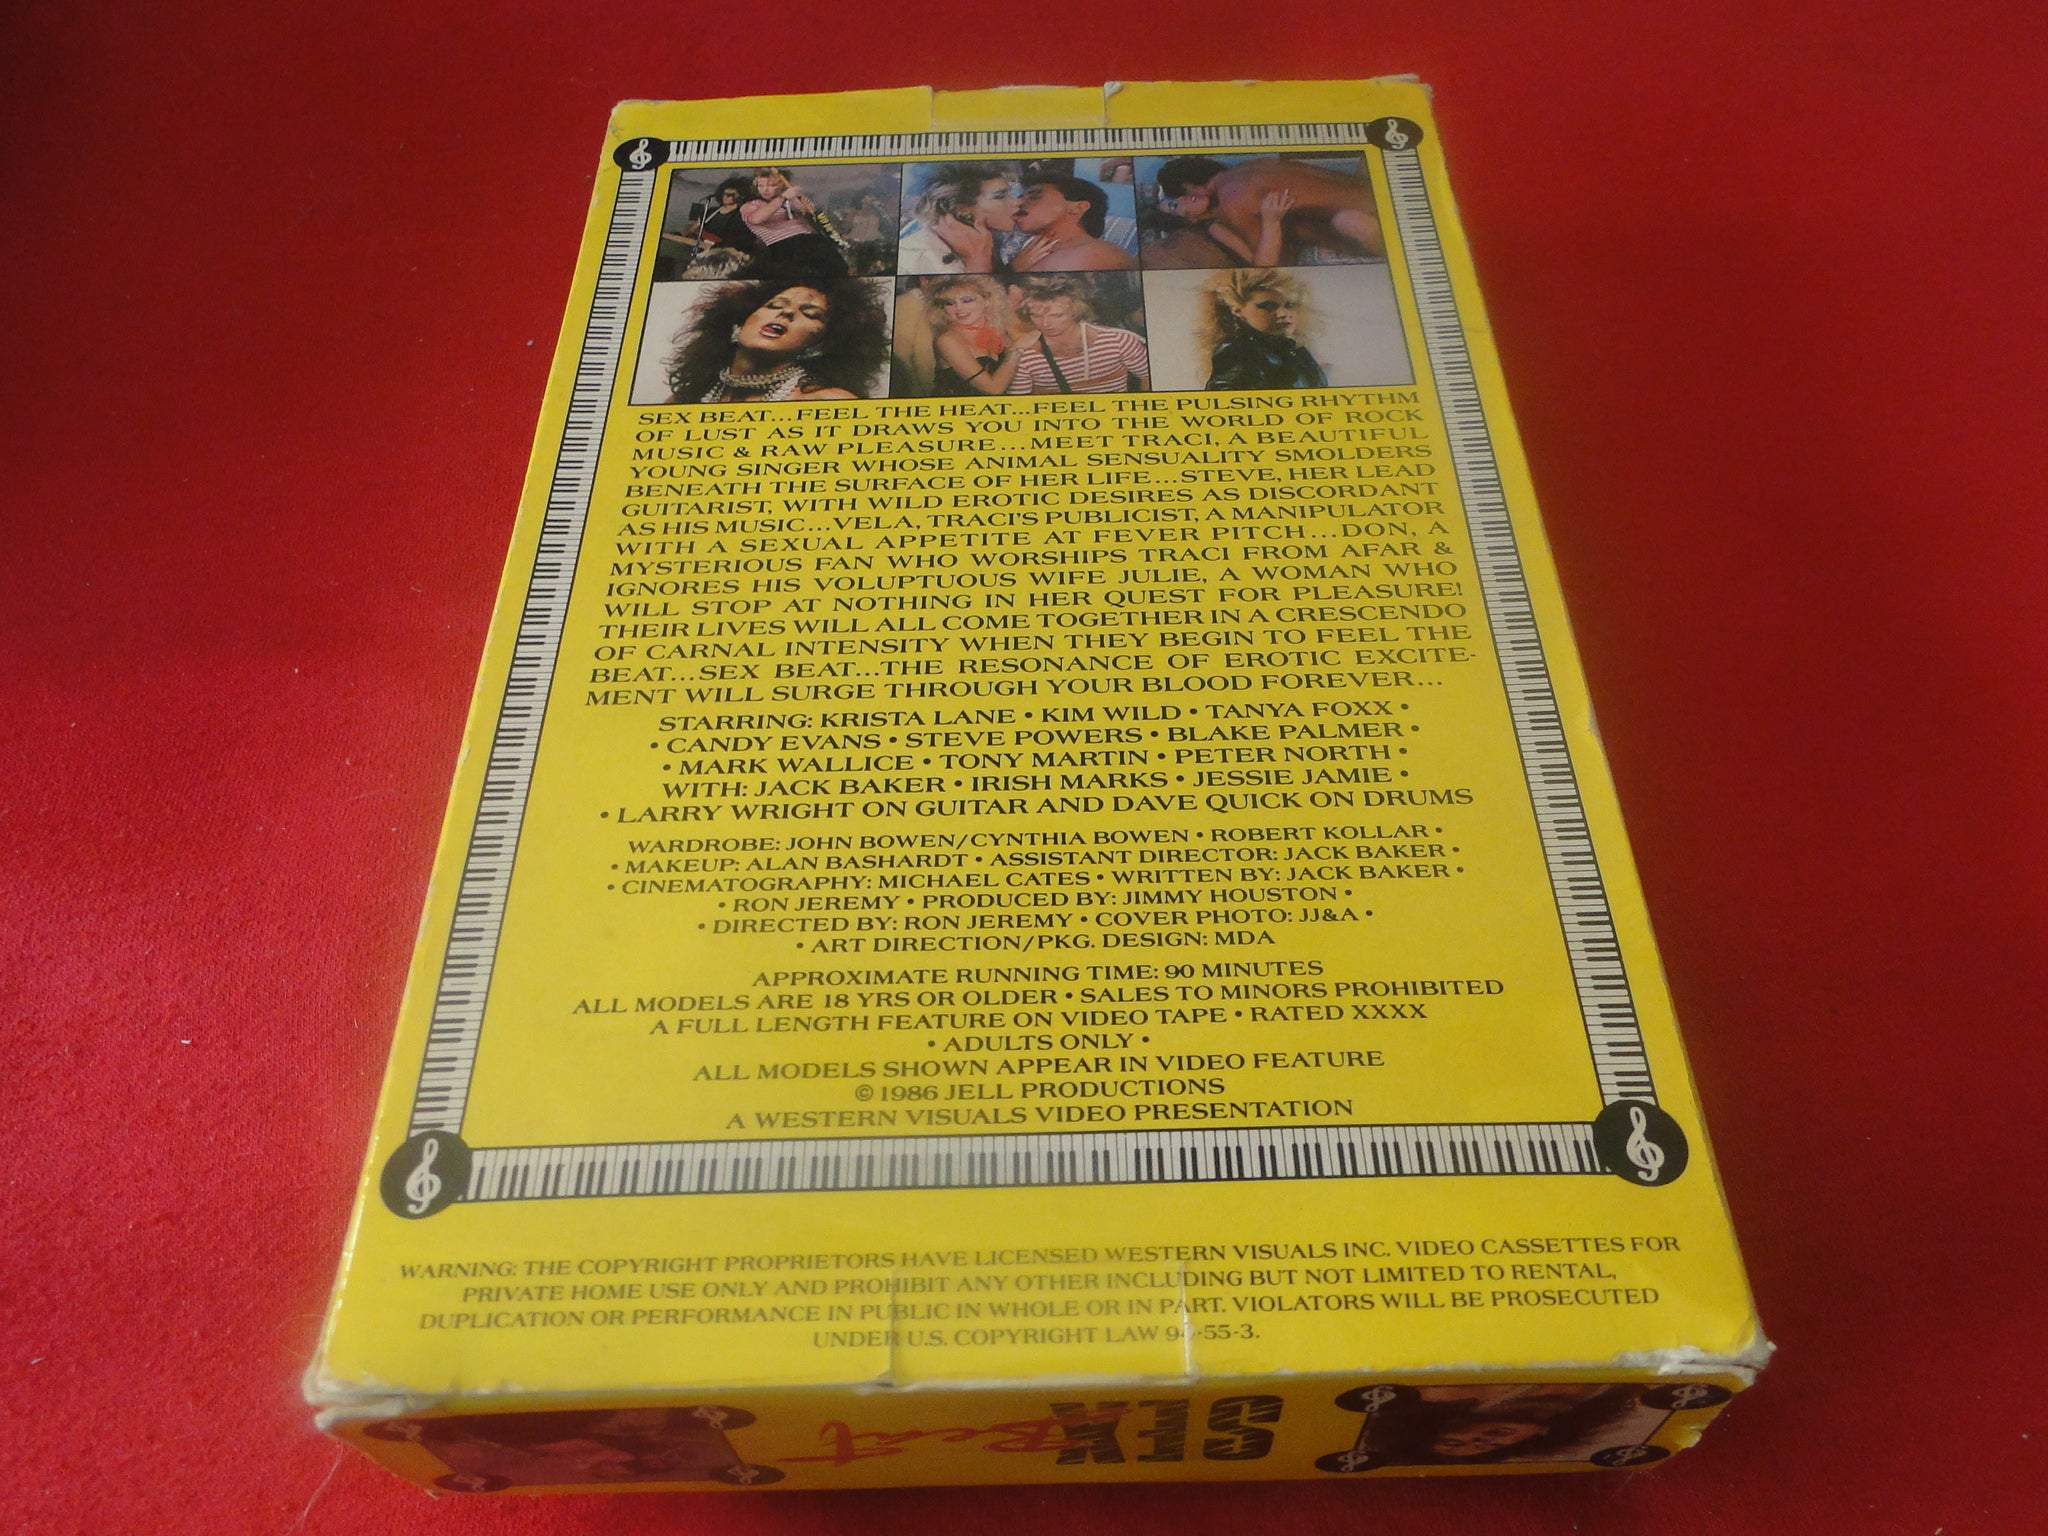 SEX BEAT...FEEL THE HEAT...FEEL THE PULSING RHYTHM
OF LUST AS IT DRAWS YOU INTO THE WORLD OF ROCK
MUSIC & RAW PLEASURE...MEET TRACI, A BEAUTIFUL
YOUNG SINGER WHOSE ANIMAL SENSUALITY SMOLDERS
BENEATH THE SURFACE OF HER LIFE...STEVE, HER LEAD
GUITARIST, WITH WILD EROTIC DESIRES AS DISCORDANT
AS HIS MUSIC...VELA, TRACI'S PUBLICIST, A MANIPULATOR
WITH A SEXUAL APPETITE AT FEVER PITCH...DON, A
MYSTERIOUS FAN WHO WORSHIPS TRACI FROM AFAR &
IGNORES HIS VOLUPTUOUS WIFE JULIE, A WOMAN WHO
WILL STOP AT NOTHING IN HER QUEST FOR PLEASURE!
THEIR LIVES WILL ALL COME TOGETHER IN A CRESCENDO
OF CARNAL INTENSITY WHEN THEY BEGIN TO FEEL THE
BEAT...SEX BEAT...THE RESONANCE OF EROTIC EXCITE-
MENT WILL SURGE THROUGH YOUR BLOOD FOREVER...
STARRING: KRISTA LANE • KIM WILD • TANYA FOXX •
• CANDY EVANS • STEVE POWERS • BLAKE PALMER •
• MARK WALLICE • TONY MARTIN • PETER NORTH •
WITH: JACK BAKER • IRISH MARKS • JESSIE JAMIE •
• LARRY WRIGHT ON GUITAR AND DAVE QUICK ON DRUMS
WARDROBE: JOHN BOWEN/CYNTHIA BOWEN • ROBERT KOLLAR •
• MAKEUP: ALAN BASHARDT • ASSISTANT DIRECTOR: JACK BAKER •
• CINEMATOGRAPHY: MICHAEL CATES • WRITTEN BY: JACK BAKER •
• RON JEREMY • PRODUCED BY: JIMMY HOUSTON •
• DIRECTED BY: RON JEREMY • COVER PHOTO: JJ&A •
• ART DIRECTION/PKG. DESIGN: MDA
APPROXIMATE RUNNING TIME: 90 MINUTES
ALL MODELS ARE 18 YRS OR OLDER • SALES TO MINORS PROHIBITED
A FULL LENGTH FEATURE ON VIDEO TAPE • RATED XXXX
• ADULTS ONLY •
ALL MODELS SHOWN APPEAR IN VIDEO FEATURE
© 1986 JELL PRODUCTIONS
A WESTERN VISUALS VIDEO PRESENTATION
WARNING: THE COPYRIGHT PROPRIETORS HAVE LICENSED WESTERN VISUALS INC. VIDEO CASSETTES FOR
PRIVATE HOME USE ONLY AND PROHIBIT ANY OTHER INCLUDING BUT NOT LIMITED TO RENTAL,
DUPLICATION OR PERFORMANCE IN PUBLIC IN WHOLE OR IN PART. VIOLATORS WILL BE PROSECUTED
UNDER U.S. COPYRIGHT LAW
SEX
Beat